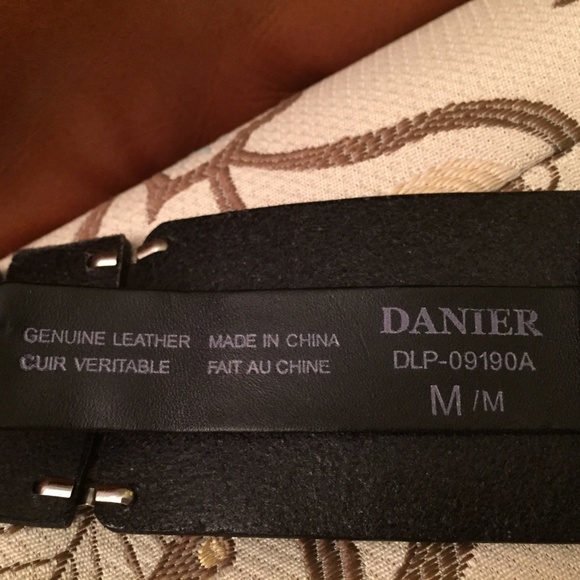 GENUINE LEATHER
CUIR VERITABLE
MADE IN CHINA
FAIT AU CHINE
DANIER
DLP-09190A
M/M